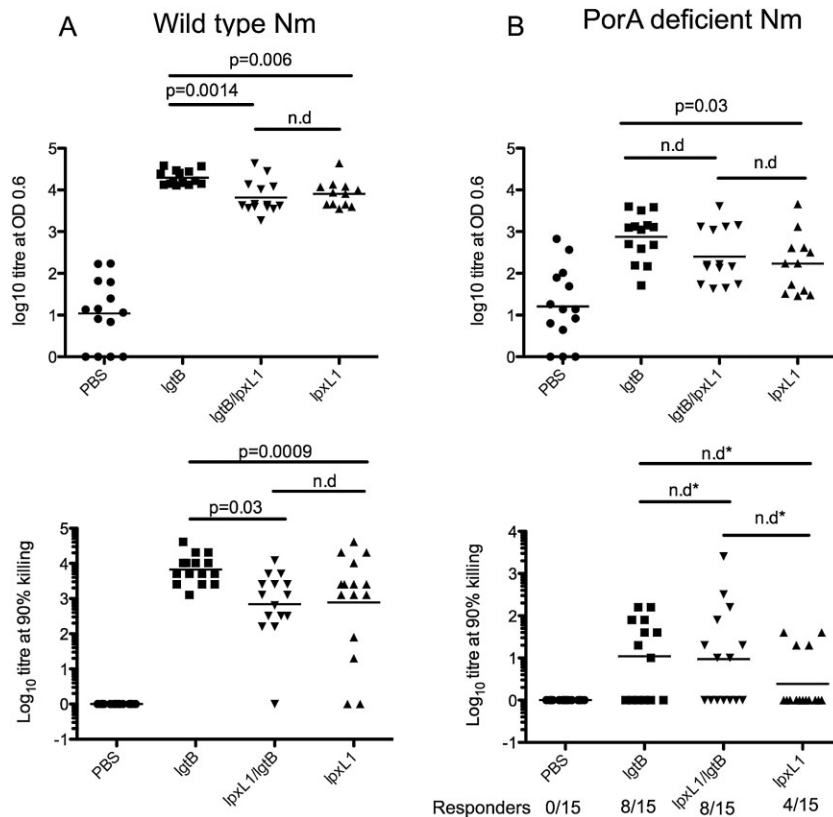 A
Wild type Nm
p=0.006
p=0.0014
n.d
5
4
3
2
1
0
log10 titre at OD 0.6
PBS
lgtB
lgtB/lpxL1
lpxL1
B
PorA deficient Nm
p=0.03
n.d
n.d
5
4
3
2
1
0
log10 titre at OD 0.6
PBS
lgtB
lgtB/lpxL1
lpxL1
p=0.0009
n.d
p=0.03
5
4
3
2
1
0
-1
Log10 titre at 90% killing
PBS
lgtB
lpxL1/lgtB
lpxL1
n.d*
n.d*
n.d*
4
3
2
1
0
-1
Log10 titre at 90% killing
PBS
lgtB
lpxL1/lgtB
lpxL1
Responders 0/15 8/15 8/15 4/15